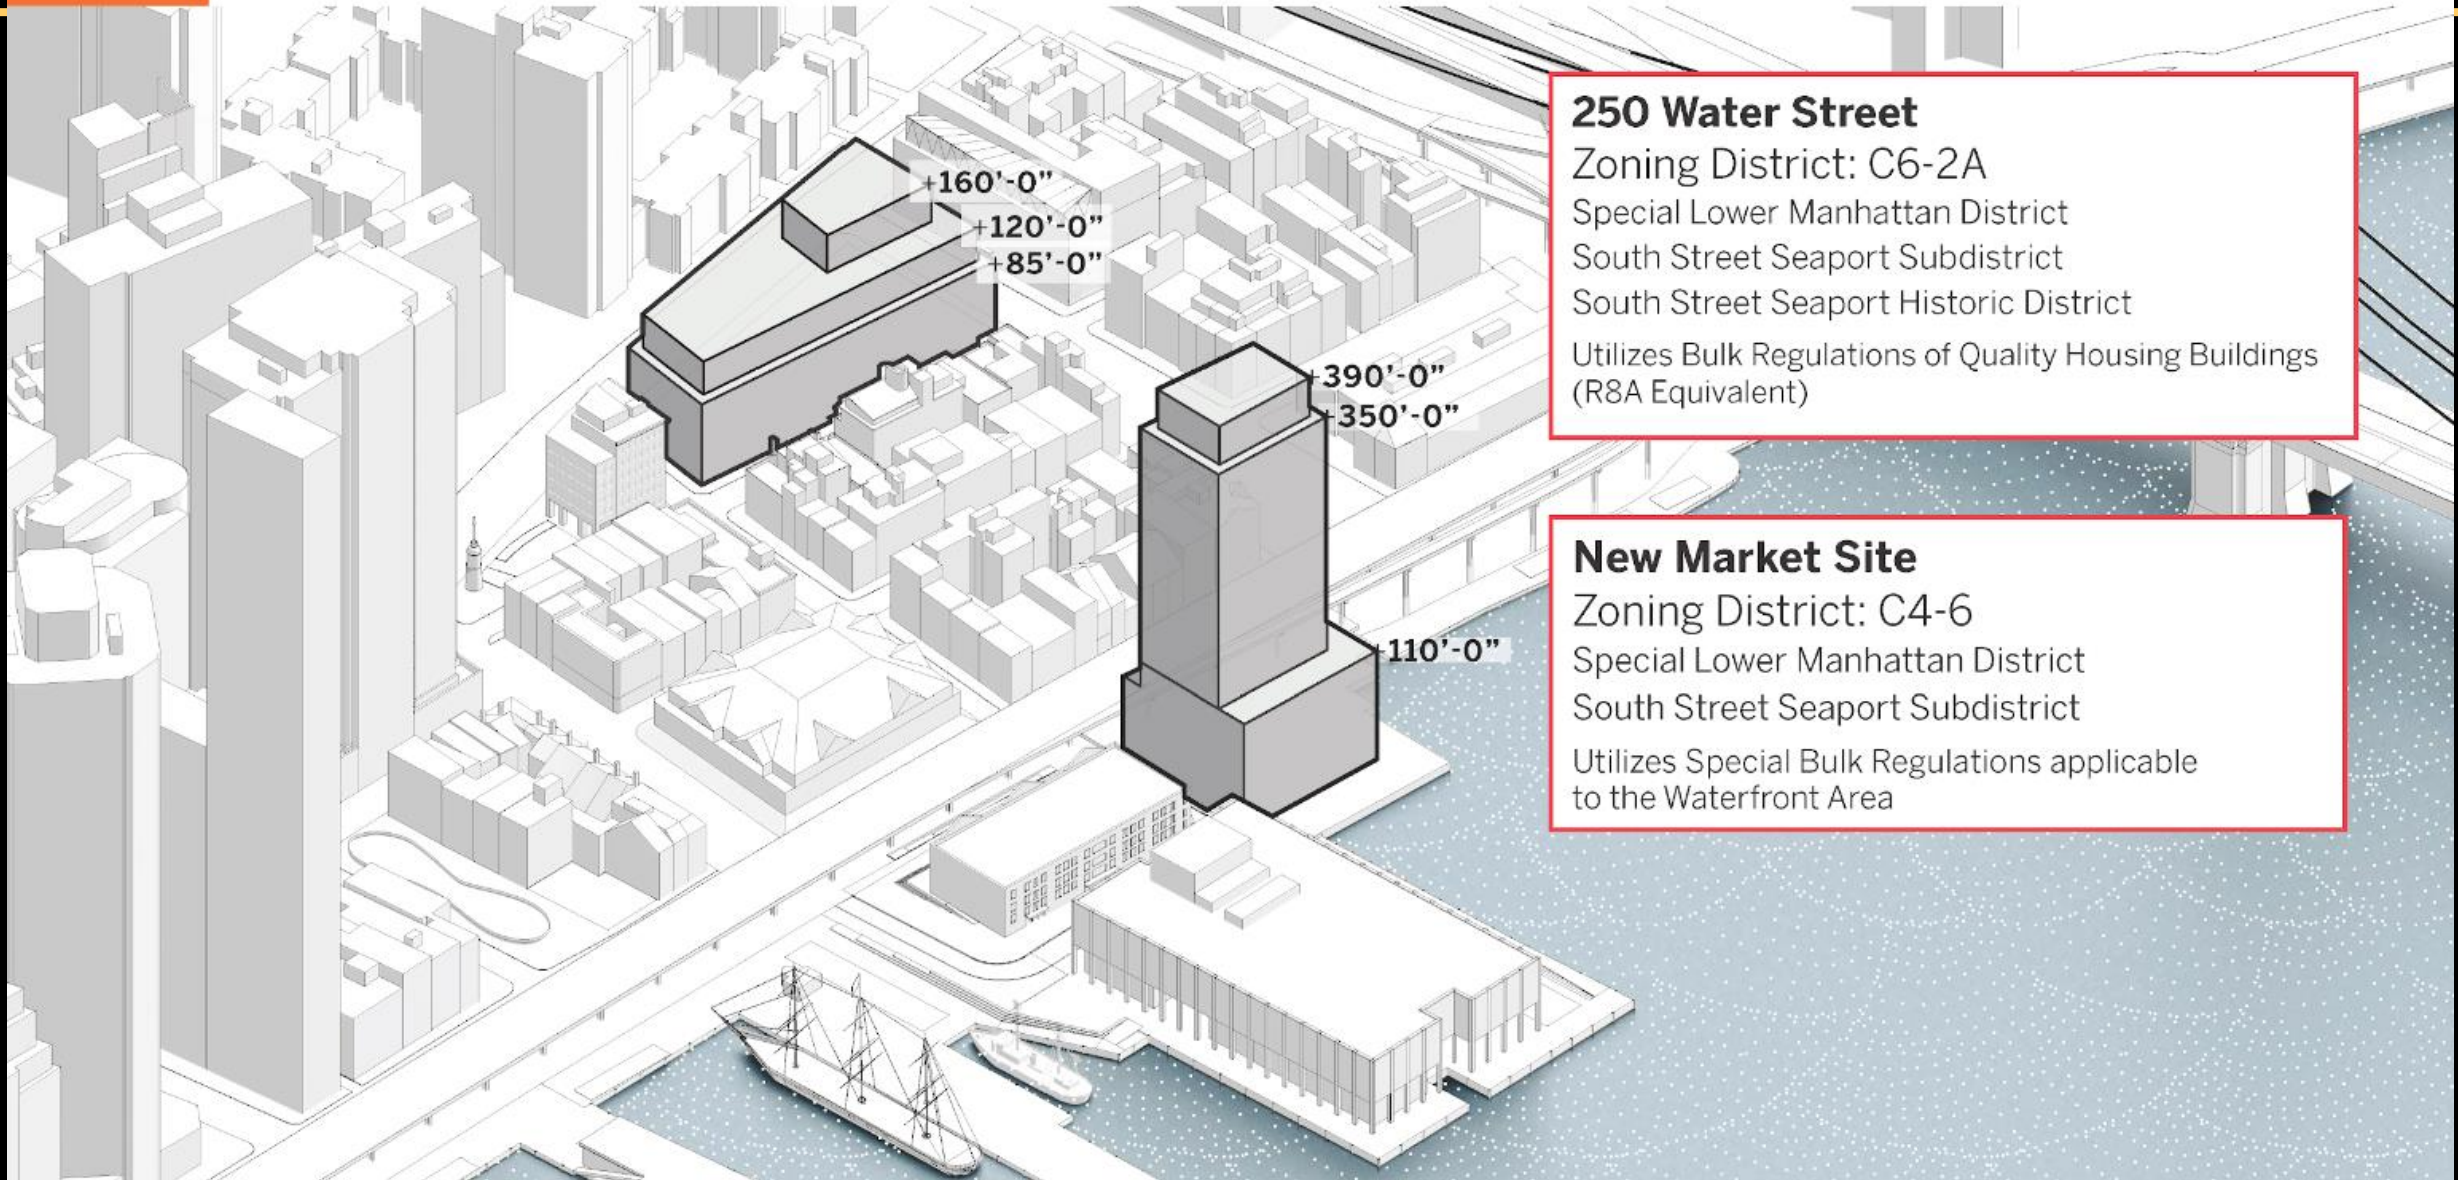 +160’-0”
+120’-0”
+85’-0”
+390’-0”
+350’-0”
+110’-0”
250 Water Street
Zoning District: C6-2A
Special Lower Manhattan District
South Street Seaport Subdistrict
South Street Seaport Historic District
Utilizes Bulk Regulations of Quality Housing Buildings
(R8A Equivalent)
New Market Site
Zoning District: C4-6
Special Lower Manhattan District
South Street Seaport Subdistrict
Utilizes Special Bulk Regulations applicable
to the Waterfront Area